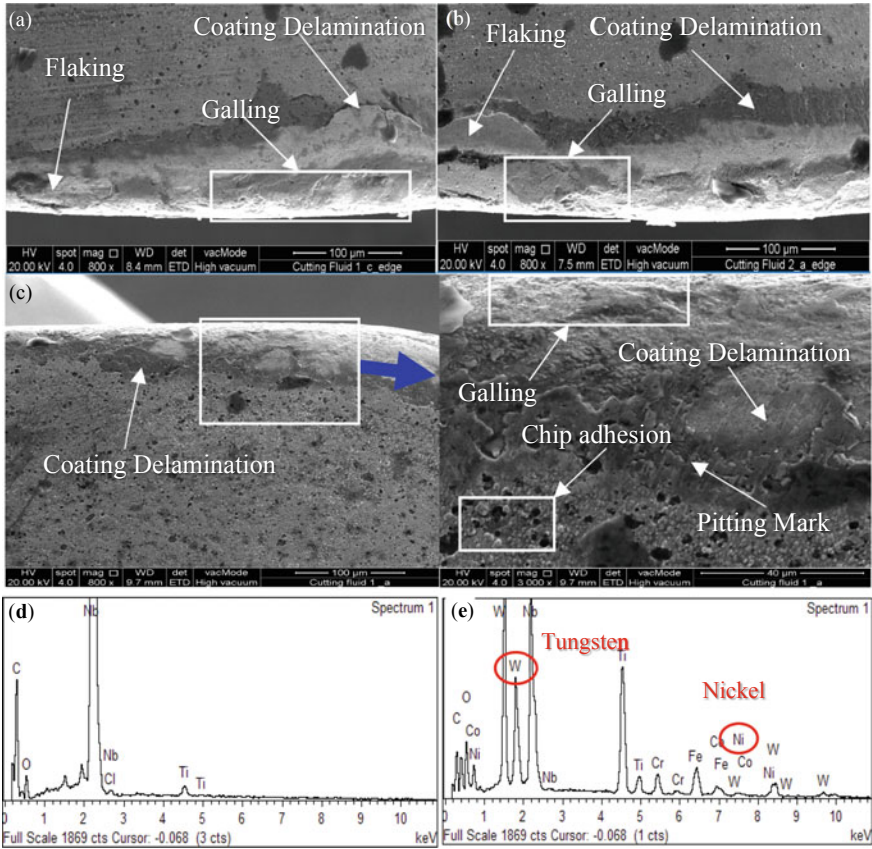 (a)
Coating Delamination
Flaking
Galling
HV spot mag □ WD det vacMode 100 µm
20.00 kV 4.0 800 x 8.4 mm ETD High vacuum Cutting Fluid 1_c_edge
(b)
Coating Delamination
Flaking
Galling
HV spot mag □ WD det vacMode 100 µm
20.00 kV 4.0 800 x 7.5 mm ETD High vacuum Cutting Fluid 2_a_edge
(c)
Coating Delamination
HV spot mag □ WD det vacMode 100 µm
20.00 kV 4.0 800 x 9.7 mm ETD High vacuum Cutting fluid 1 _a
Coating Delamination
Galling
Chip adhesion
Pitting Mark
HV spot mag □ WD det vacMode 40 µm
20.00 kV 4.0 3 000 x 9.7 mm ETD High vacuum Cutting fluid 1 _a
(d)
Spectrum 1
Nb
C
O
Nb
Cl
Ti
Ti
0 1 2 3 4 5 6 7 8 9 10
Full Scale 1869 cts Cursor: -0.068 (3 cts) keV
(e)
Spectrum 1
W Nb
Tungsten
W
Ti
Nickel
O
C Co
Ni
Nb
Ti
Cr
Cr
Fe
Co Ni
Fe Co
W
W
Ni
W
W
0 1 2 3 4 5 6 7 8 9 10
Full Scale 1869 cts Cursor: -0.068 (1 cts) keV